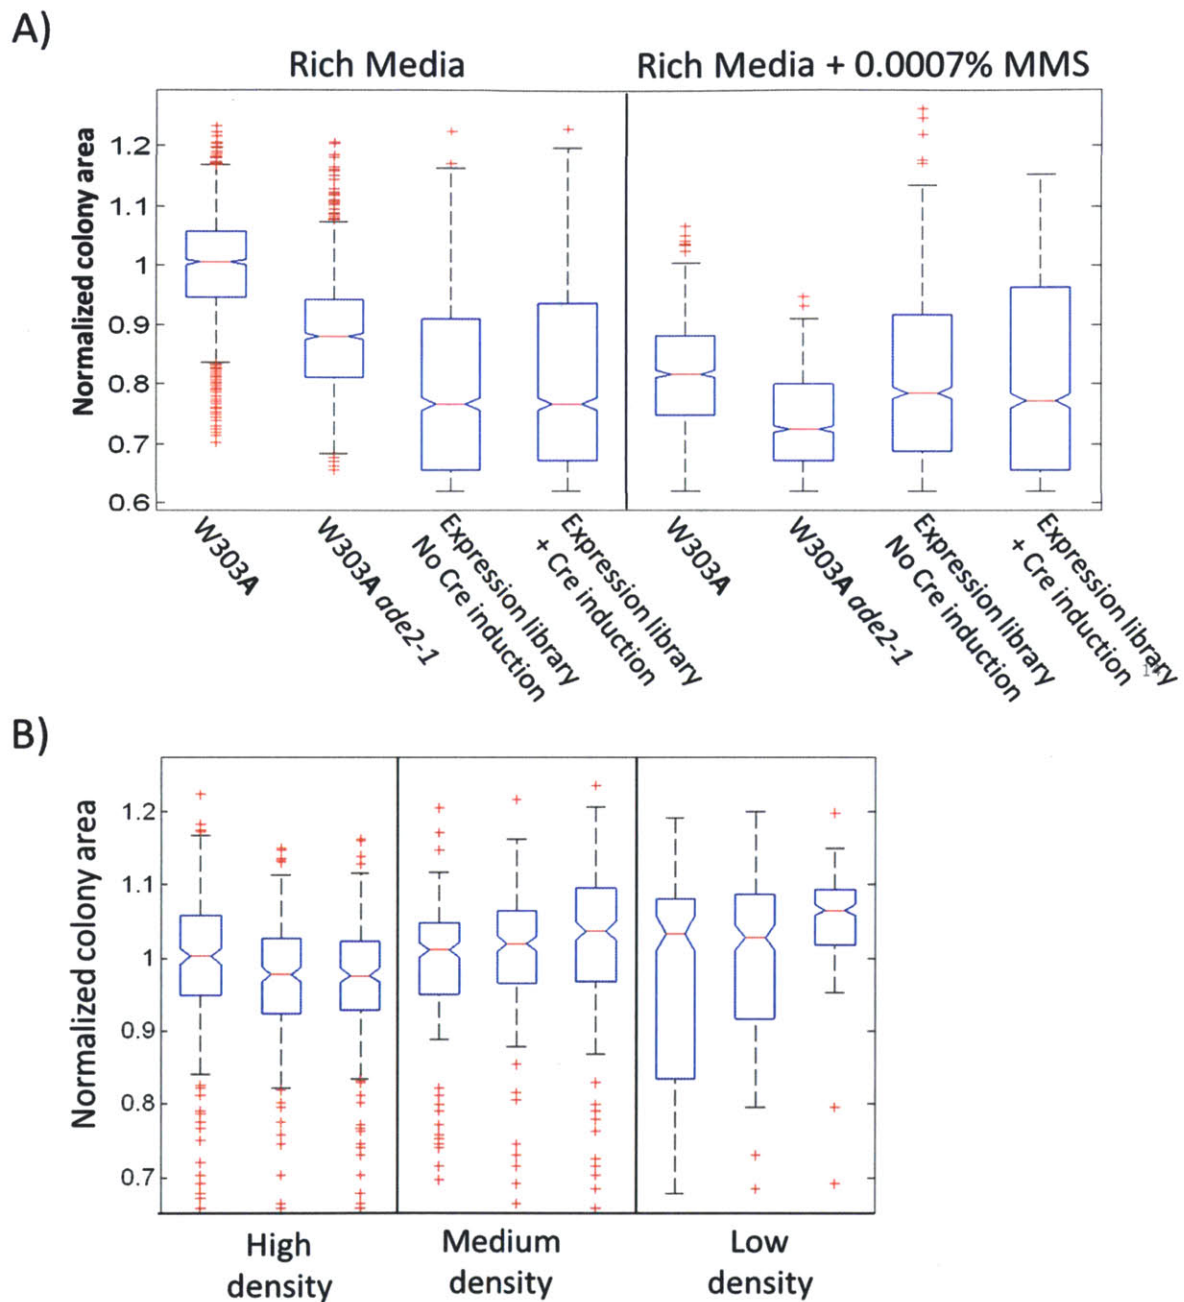 A)
Rich Media
Rich Media + 0.0007% MMS
Normalized colony area
1.2
1.1
1
0.9
0.8
0.7
0.6
W303A
W303A ade2-1
Expression library
No Cre induction
Expression library
+ Cre induction
W303A
W303A ade2-1
Expression library
No Cre induction
Expression library
+ Cre induction
B)
Normalized colony area
1.2
1.1
1
0.9
0.8
0.7
High
density
Medium
density
Low
density